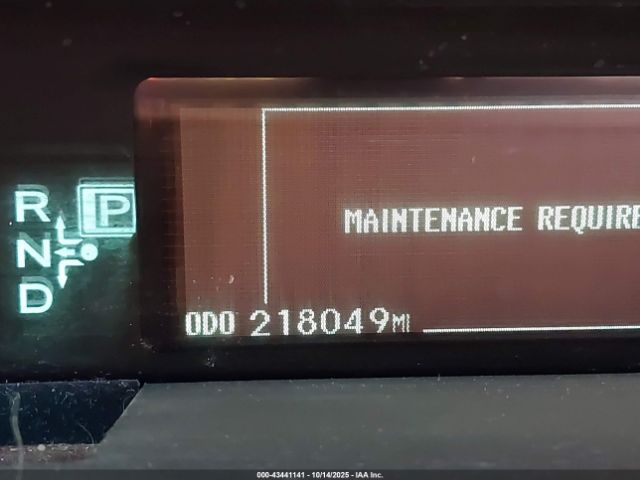 R P
N
D
MAINTENANCE REQUIRE
ODO 218049MI
000-43441141 - 10/14/2025 - IAA Inc.